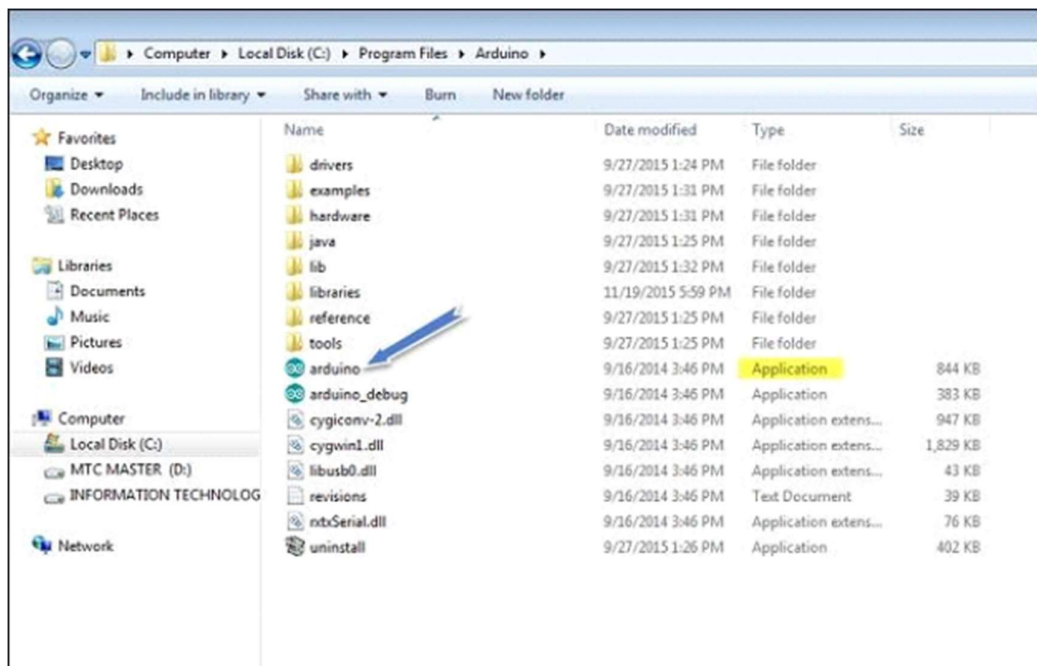 Computer Local Disk (C:) Program Files Arduino
Organize Include in library Share with Burn New folder
Favorites
Desktop
Downloads
Recent Places
Libraries
Documents
Music
Pictures
Videos
Computer
Local Disk (C:)
MTC MASTER (D:)
INFORMATION TECHNOLOG
Network
Name Date modified Type Size
drivers 9/27/2015 1:24 PM File folder
examples 9/27/2015 1:31 PM File folder
hardware 9/27/2015 1:31 PM File folder
java 9/27/2015 1:25 PM File folder
lib 9/27/2015 1:32 PM File folder
libraries 11/19/2015 5:59 PM File folder
reference 9/27/2015 1:25 PM File folder
tools 9/27/2015 1:25 PM File folder
arduino 9/16/2014 3:46 PM Application 844 KB
arduino_debug 9/16/2014 3:46 PM Application 383 KB
cygiconv-2.dll 9/16/2014 3:46 PM Application extens... 947 KB
cygwin1.dll 9/16/2014 3:46 PM Application extens... 1,829 KB
libusb0.dll 9/16/2014 3:46 PM Application extens... 43 KB
revisions 9/16/2014 3:46 PM Text Document 39 KB
rxtxSerial.dll 9/16/2014 3:46 PM Application extens... 76 KB
uninstall 9/27/2015 1:26 PM Application 402 KB